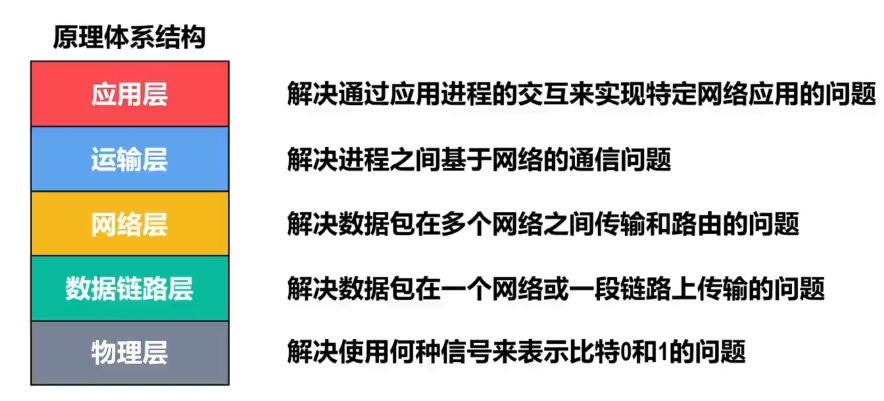 原理体系结构
应用层 解决通过应用进程的交互来实现特定网络应用的问题
运输层 解决进程之间基于网络的通信问题
网络层 解决数据包在多个网络之间传输和路由的问题
数据链路层 解决数据包在一个网络或一段链路上传输的问题
物理层 解决使用何种信号来表示比特0和1的问题